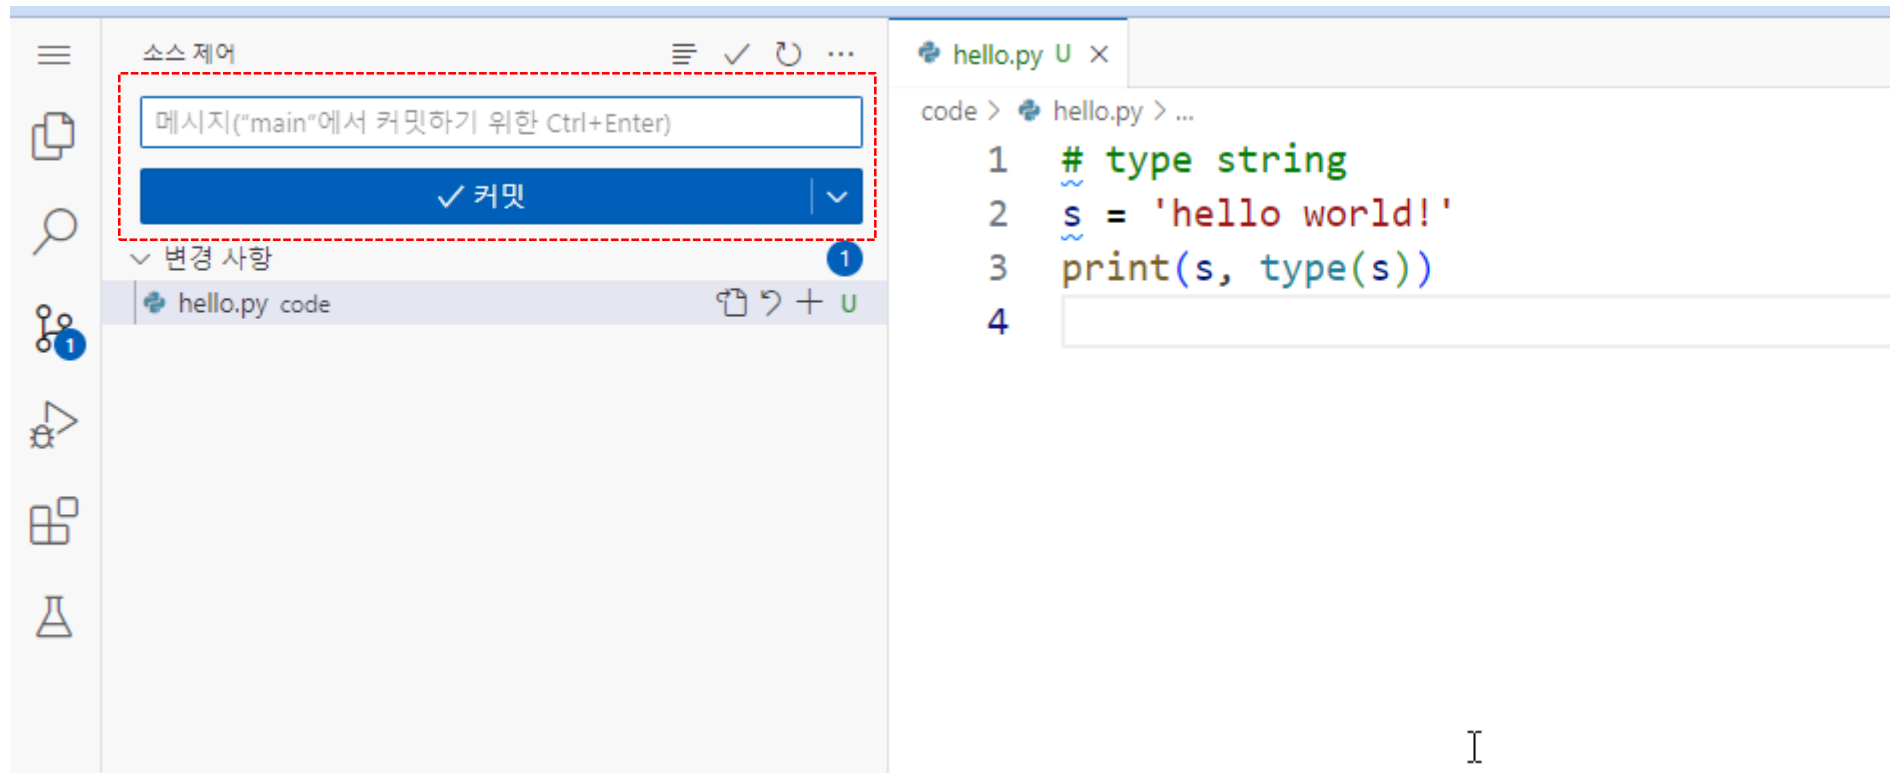 소스 제어
메시지("main"에서 커밋하기 위한 Ctrl+Enter)
커밋
변경 사항 1
hello.py code U
1
hello.py U
code > hello.py > ...
1 # type string
2 s = 'hello world!'
3 print(s, type(s))
4